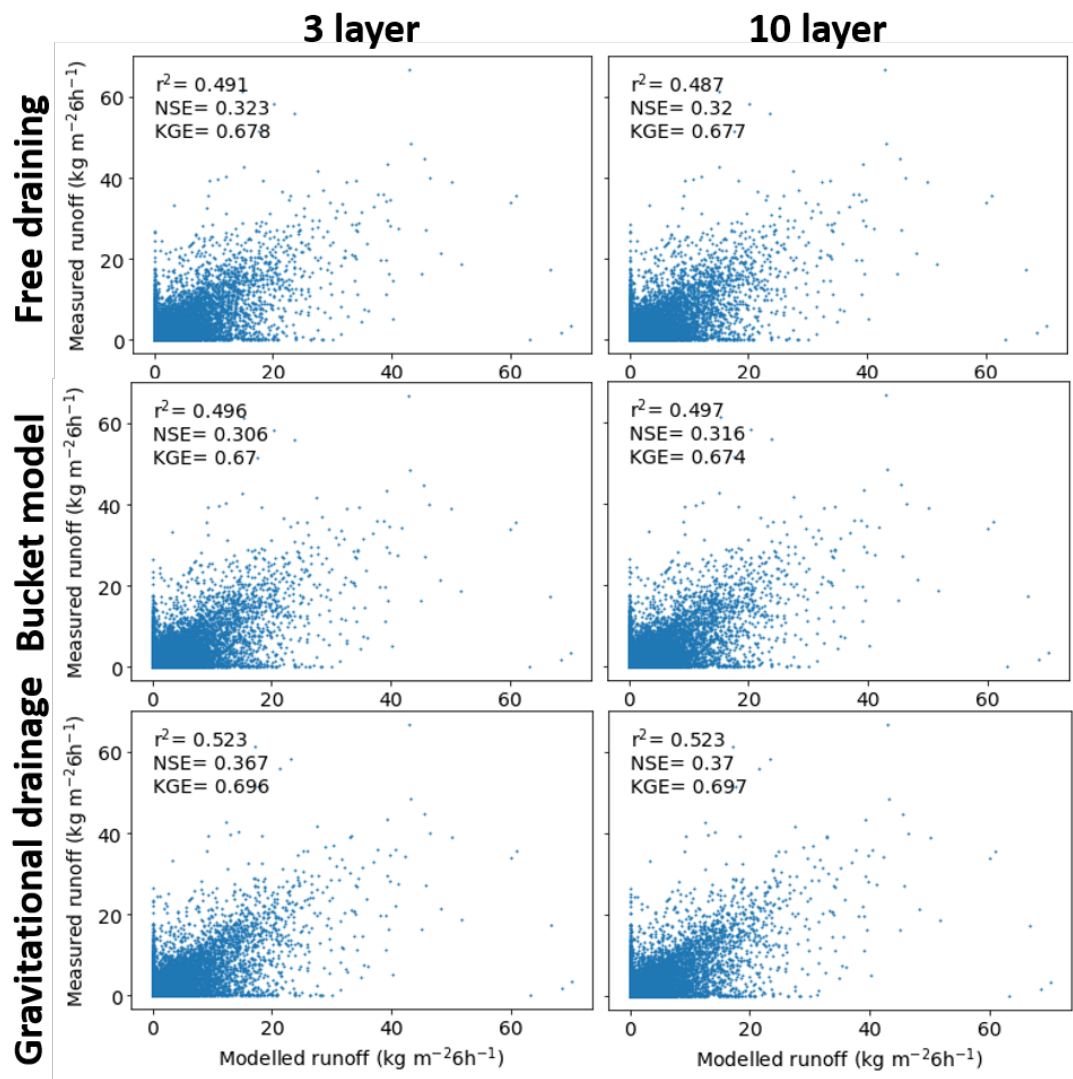 3 layer
10 layer
Free draining
Measured runoff (kg m⁻²6h⁻¹)
60
40
20
0
r²= 0.491
NSE= 0.323
KGE= 0.678
0
20
40
60
r²= 0.487
NSE= 0.32
KGE= 0.677
0
20
40
60
Bucket model
Measured runoff (kg m⁻²6h⁻¹)
60
40
20
0
r²= 0.496
NSE= 0.306
KGE= 0.67
0
20
40
60
r²= 0.497
NSE= 0.316
KGE= 0.674
0
20
40
60
Gravitational drainage
Measured runoff (kg m⁻²6h⁻¹)
60
40
20
0
r²= 0.523
NSE= 0.367
KGE= 0.696
0
20
40
60
Modelled runoff (kg m⁻²6h⁻¹)
r²= 0.523
NSE= 0.37
KGE= 0.697
0
20
40
60
Modelled runoff (kg m⁻²6h⁻¹)